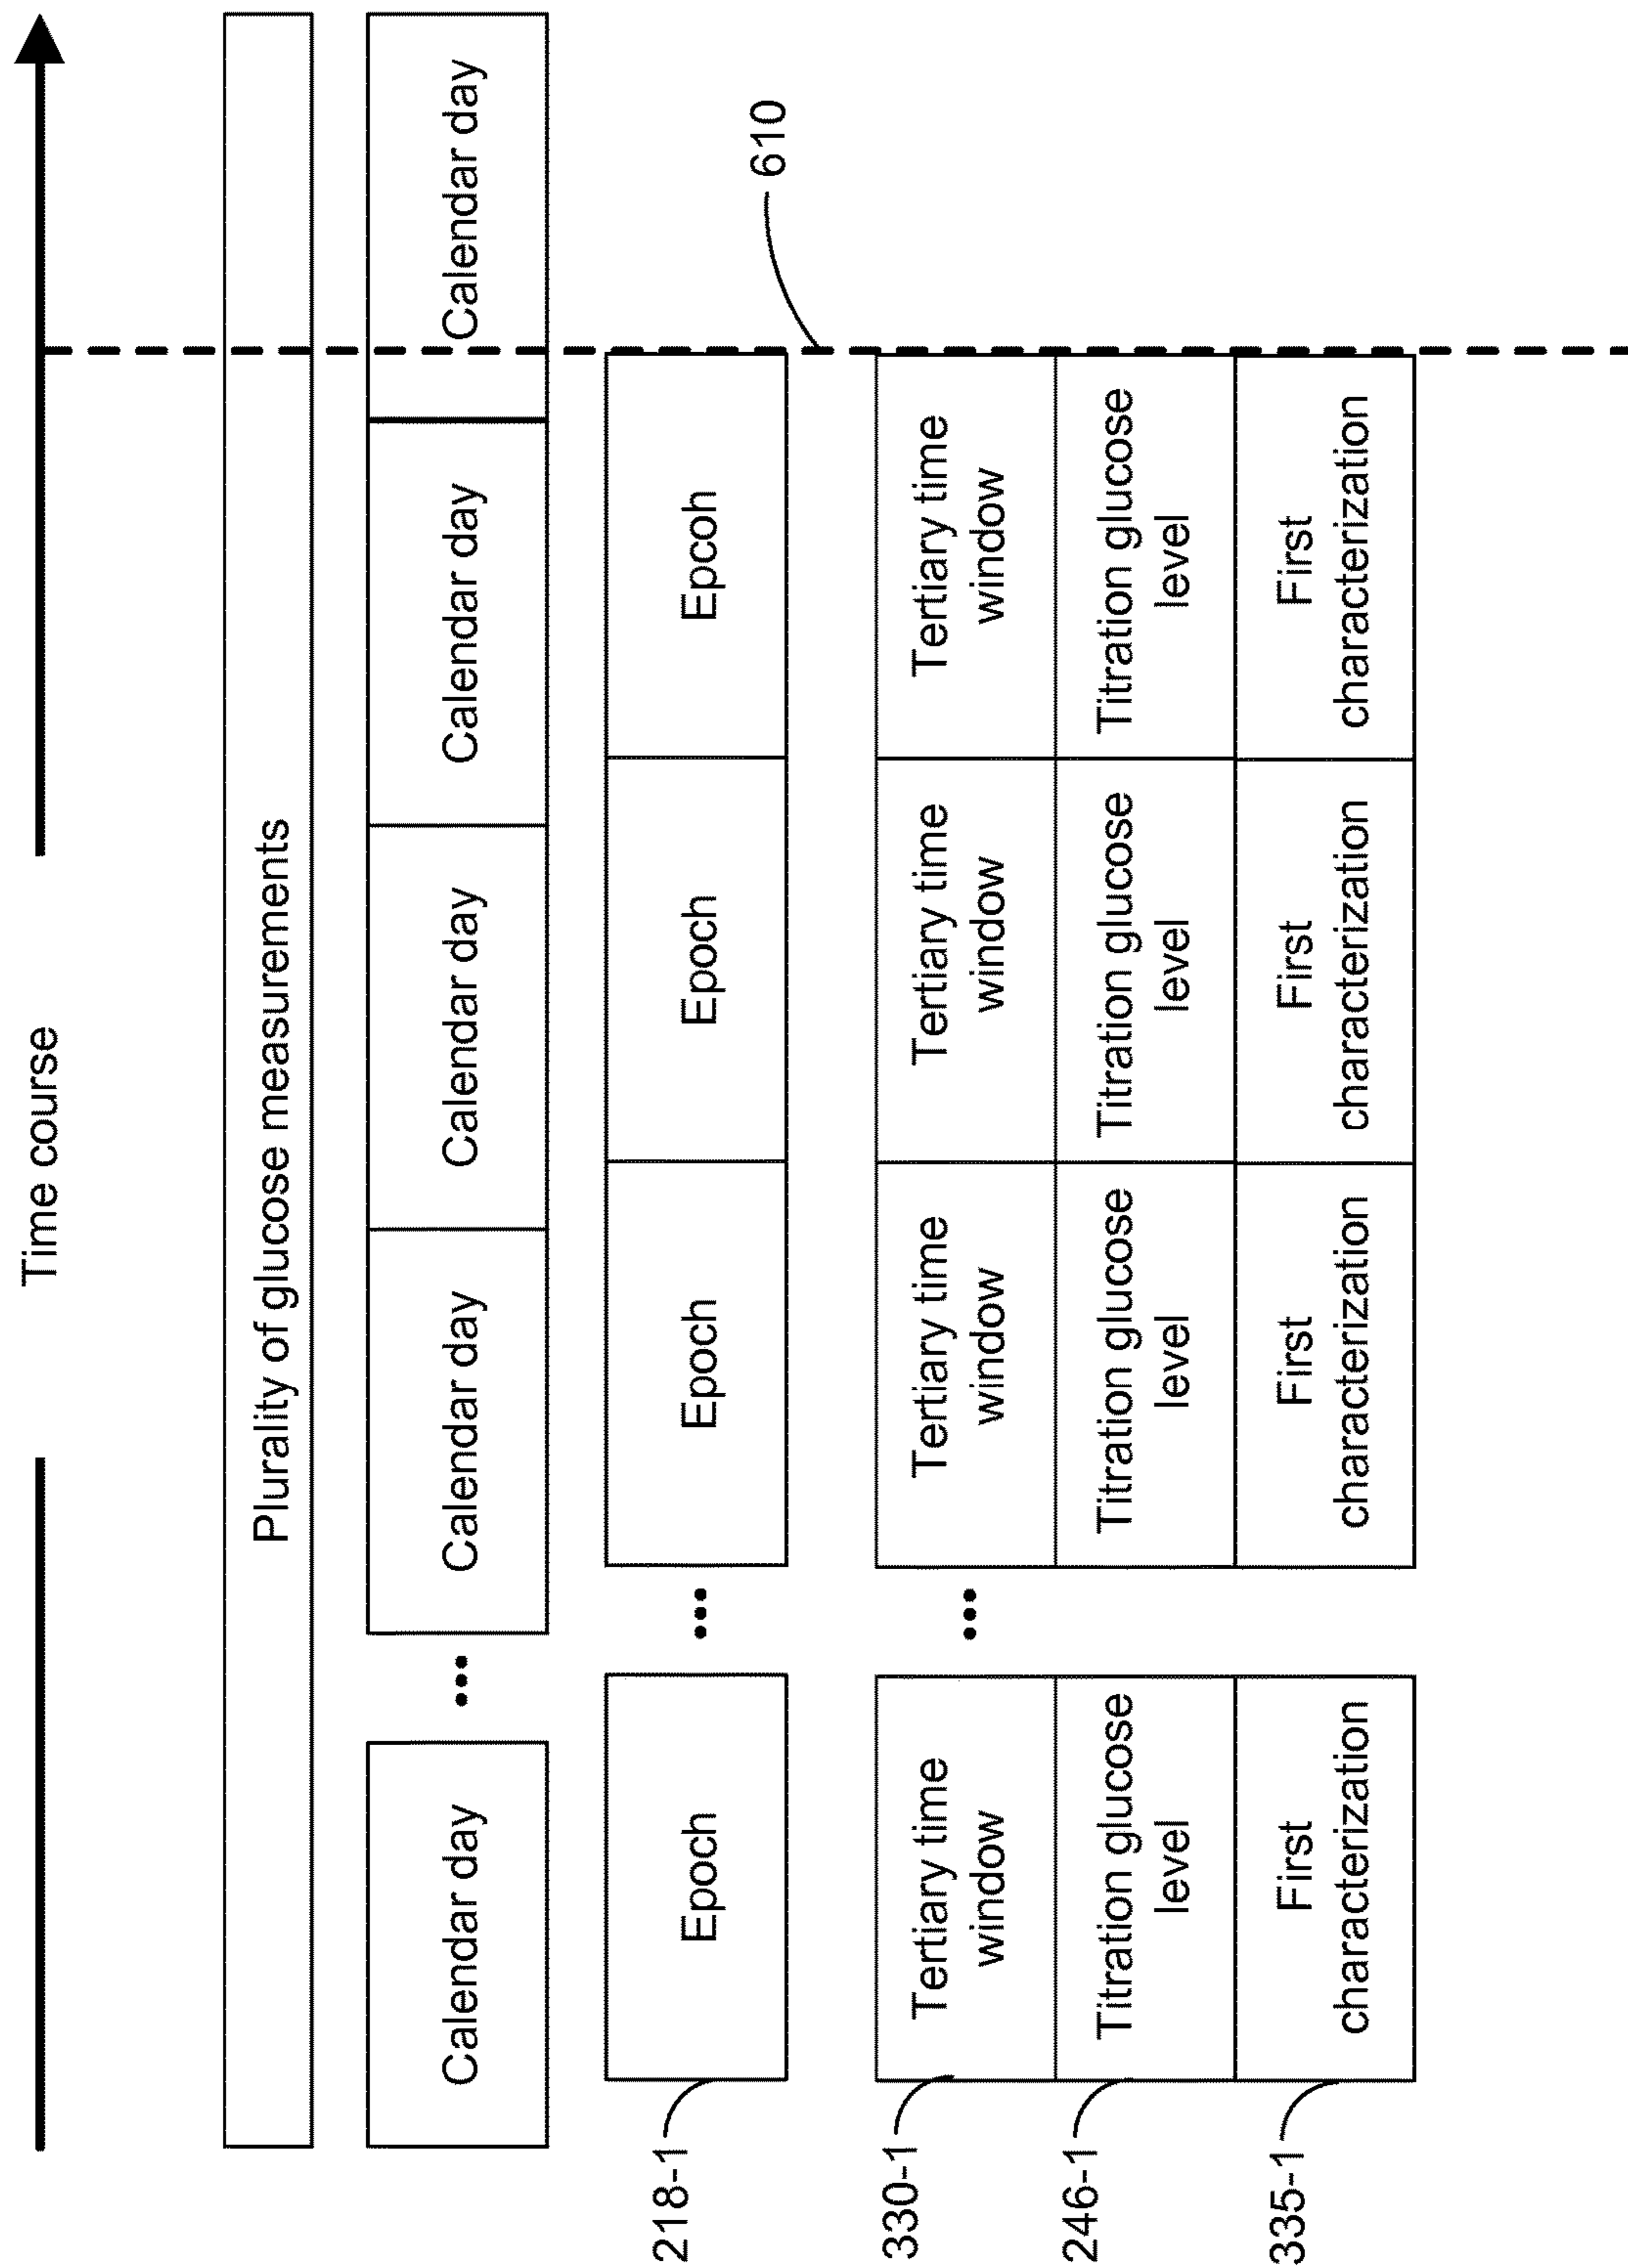 Time course
Plurality of glucose measurements
Calendar day
...
Calendar day
Calendar day
Calendar day
Calendar day
218-1
Epoch
...
Epoch
Epoch
Epcoh
610
330-1
Tertiary time
window
...
Tertiary time
window
Tertiary time
window
Tertiary time
window
246-1
Titration glucose
level
Titration glucose
level
Titration glucose
level
Titration glucose
level
335-1
First
characterization
First
characterization
First
characterization
First
characterization